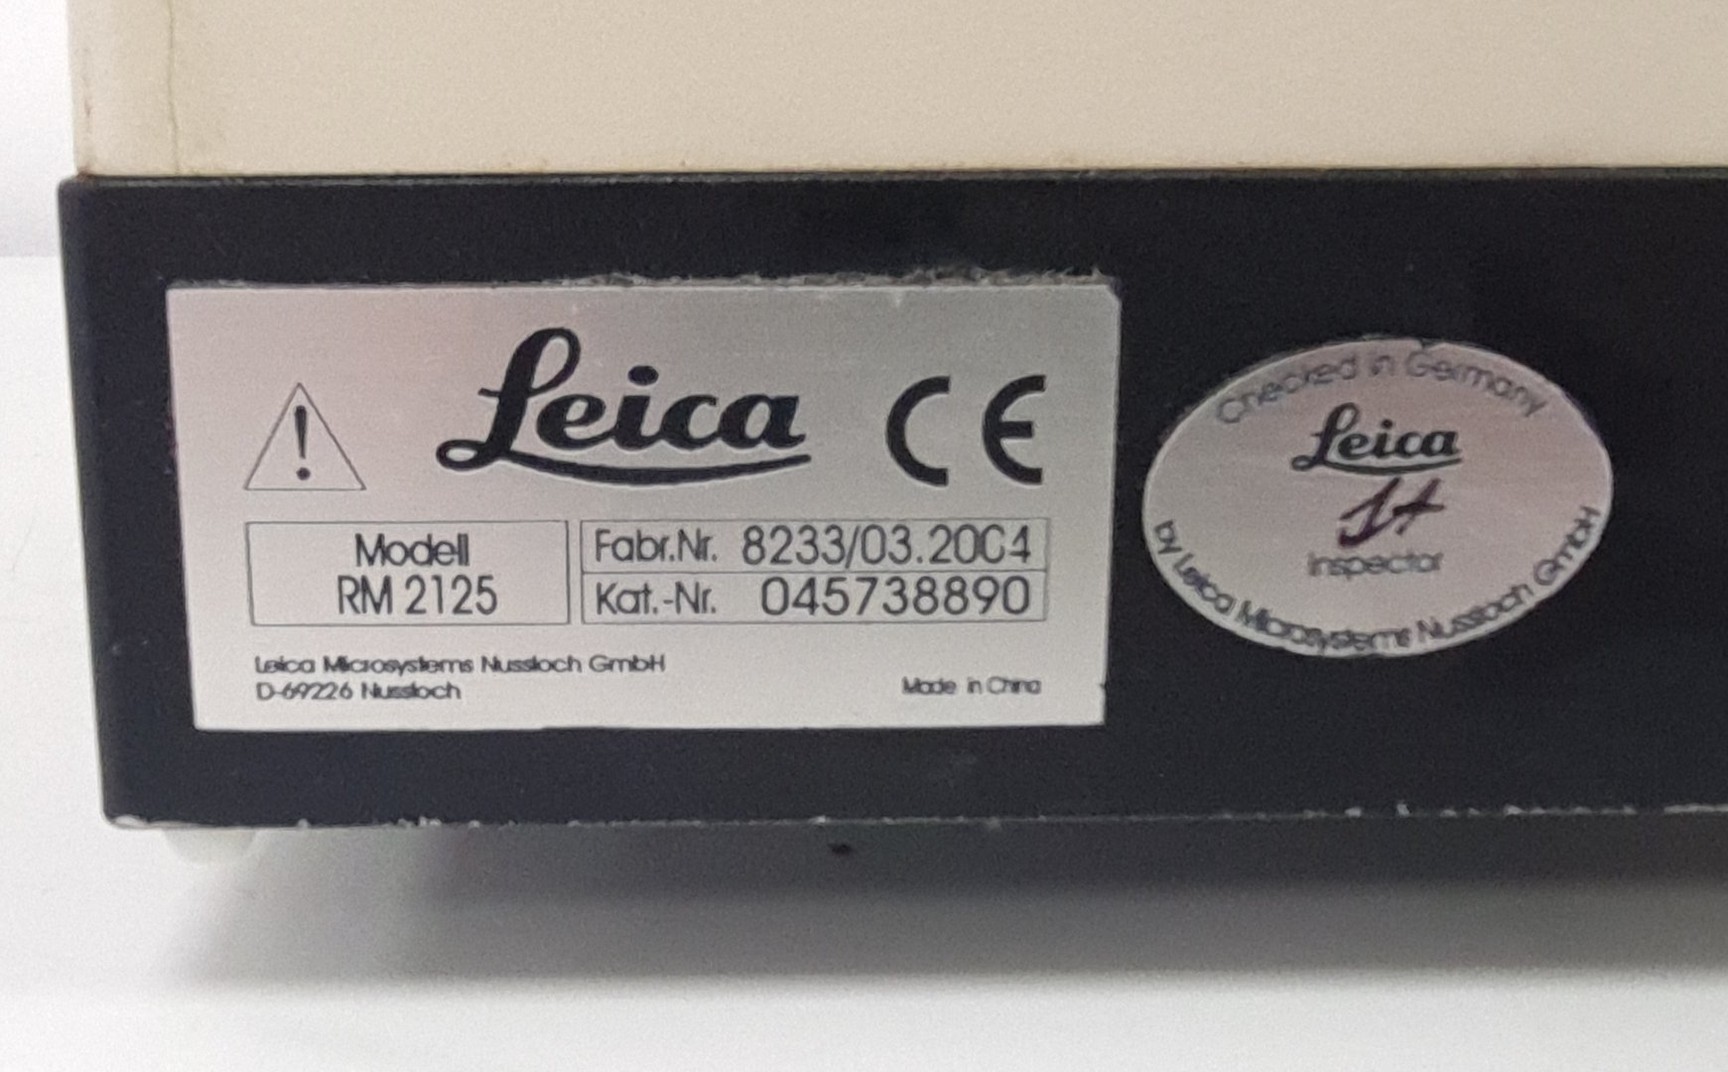 Leica CE
!
Modell
RM 2125
Fabr.Nr. 8233/03.2004
Kat.-Nr. 045738890
Leica Microsystems Nussloch GmbH
D-69226 Nussloch
Made in China
Checked in Germany
Leica
Inspector
by Leica Microsystems Nussloch GmbH